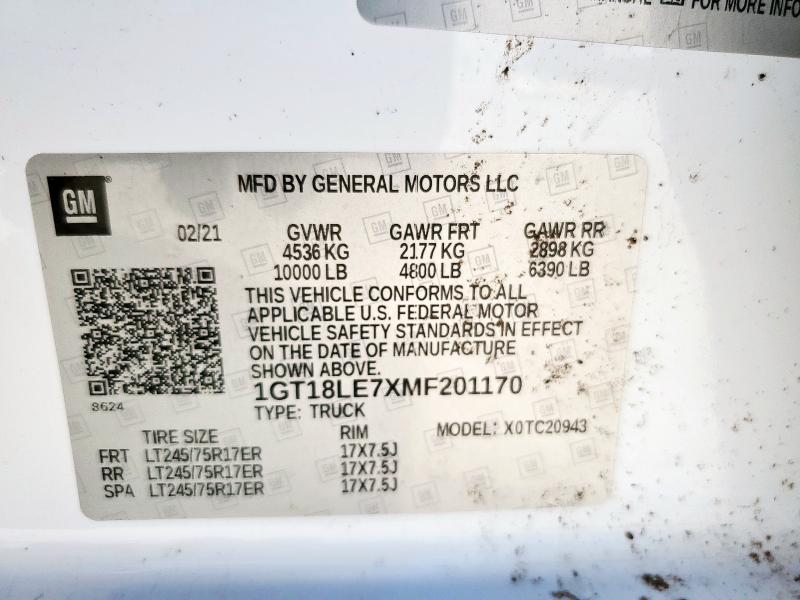 FOR MORE INFO
GM
MFD BY GENERAL MOTORS LLC
02/21 GVWR GAWR FRT GAWR RR
4536 KG 2177 KG 2898 KG
10000 LB 4800 LB 6390 LB
THIS VEHICLE CONFORMS TO ALL
APPLICABLE U.S. FEDERAL MOTOR
VEHICLE SAFETY STANDARDS IN EFFECT
ON THE DATE OF MANUFACTURE
SHOWN ABOVE.
1GT18LE7XMF201170
8624
TYPE: TRUCK
TIRE SIZE RIM MODEL: X0TC20943
FRT LT245/75R17ER 17X7.5J
RR LT245/75R17ER 17X7.5J
SPA LT245/75R17ER 17X7.5J